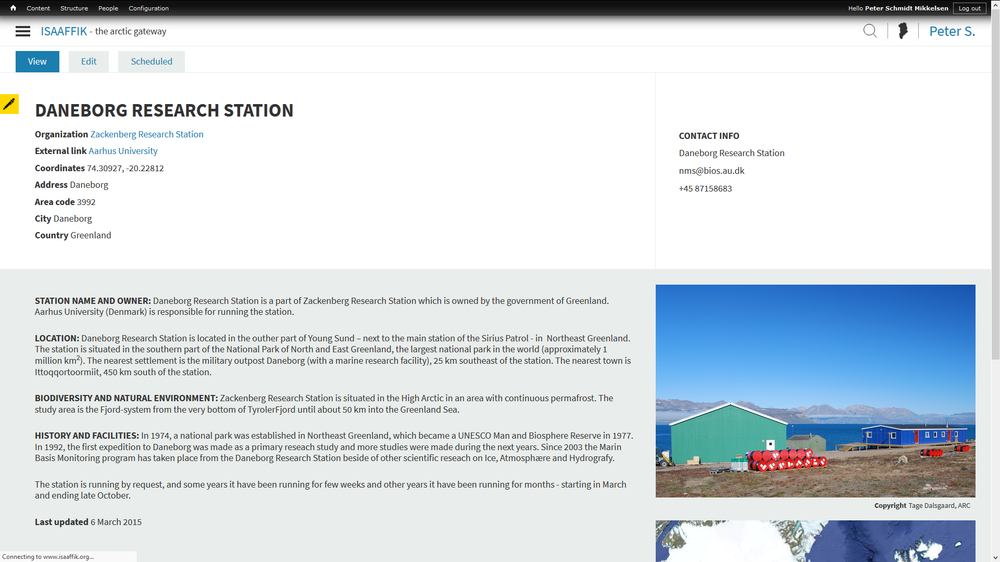 Content Structure People Configuration Hello Peter Schmidt Mikkelsen Log out
ISAAFFIK - the arctic gateway Peter S.
View Edit Scheduled
DANEBORG RESEARCH STATION
Organization Zackenberg Research Station
External link Aarhus University
Coordinates 74.30927, -20.22812
Address Daneborg
Area code 3992
City Daneborg
Country Greenland
CONTACT INFO
Daneborg Research Station
nms@bios.au.dk
+45 87158683
STATION NAME AND OWNER: Daneborg Research Station is a part of Zackenberg Research Station which is owned by the government of Greenland.
Aarhus University (Denmark) is responsible for running the station.
LOCATION: Daneborg Research Station is located in the outher part of Young Sund – next to the main station of the Sirius Patrol - in  Northeast Greenland.
The station is situated in the southern part of the National Park of North and East Greenland, the largest national park in the world (approximately 1
million km²). The nearest settlement is the military outpost Daneborg (with a marine research facility), 25 km southeast of the station. The nearest town is
Ittoqqortoormiit, 450 km south of the station.
BIODIVERSITY AND NATURAL ENVIRONMENT: Zackenberg Research Station is situated in the High Arctic in an area with continuous permafrost. The
study area is the Fjord-system from the very bottom of TyrolerFjord until about 50 km into the Greenland Sea.
HISTORY AND FACILITIES: In 1974, a national park was established in Northeast Greenland, which became a UNESCO Man and Biosphere Reserve in 1977.
In 1992, the first expedition to Daneborg was made as a primary reseach study and more studies were made during the next years. Since 2003 the Marin
Basis Monitoring program has taken place from the Daneborg Research Station beside of other scientific reseach on Ice, Atmosphære and Hydrografy.
The station is running by request, and some years it have been running for few weeks and other years it have been running for months - starting in March
and ending late October.
Last updated 6 March 2015
Copyright Tage Dalsgaard, ARC
Connecting to www.isaaffik.org...